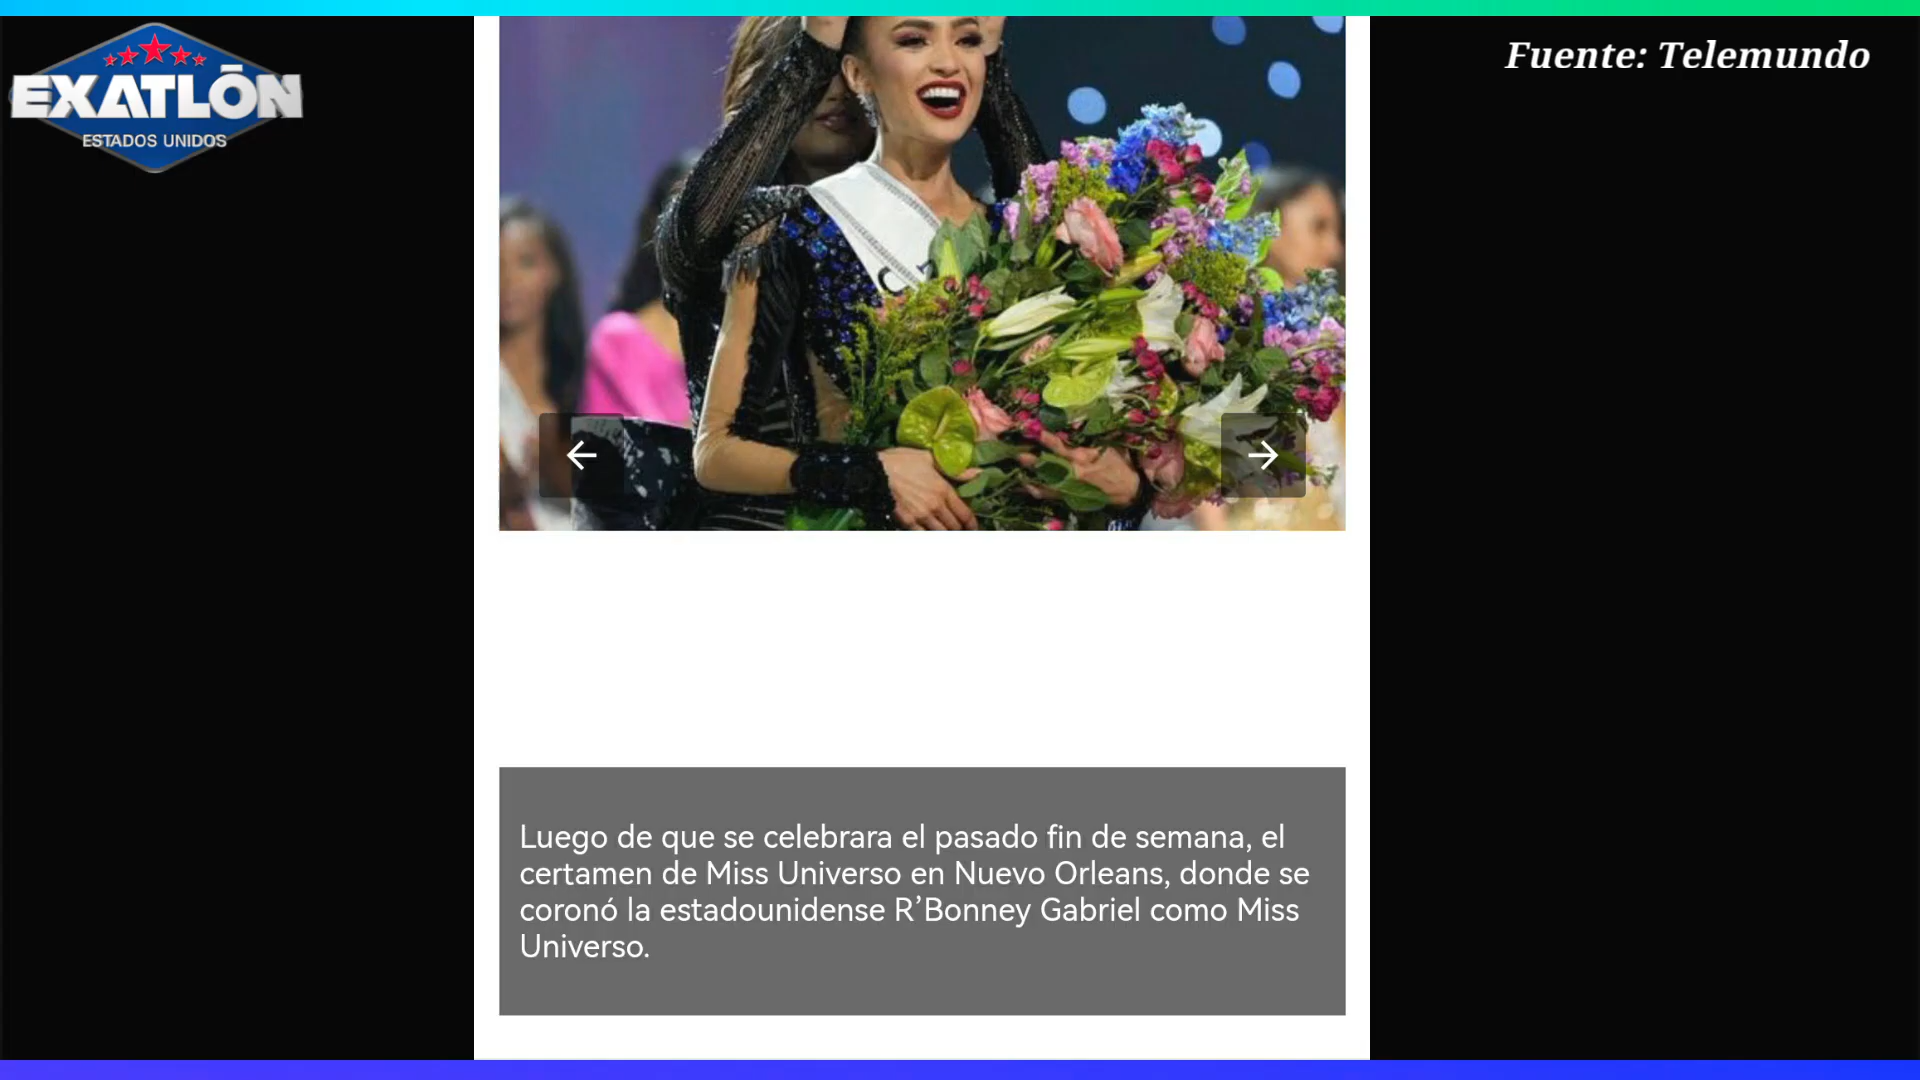 EXATLŌN
ESTADOS UNIDOS
Fuente: Telemundo
Luego de que se celebrara el pasado fin de semana, el
certamen de Miss Universo en Nuevo Orleans, donde se
coronó la estadounidense R’Bonney Gabriel como Miss
Universo.